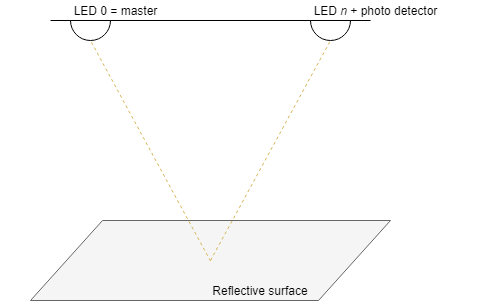 LED 0 = master
LED n + photo detector
Reflective surface